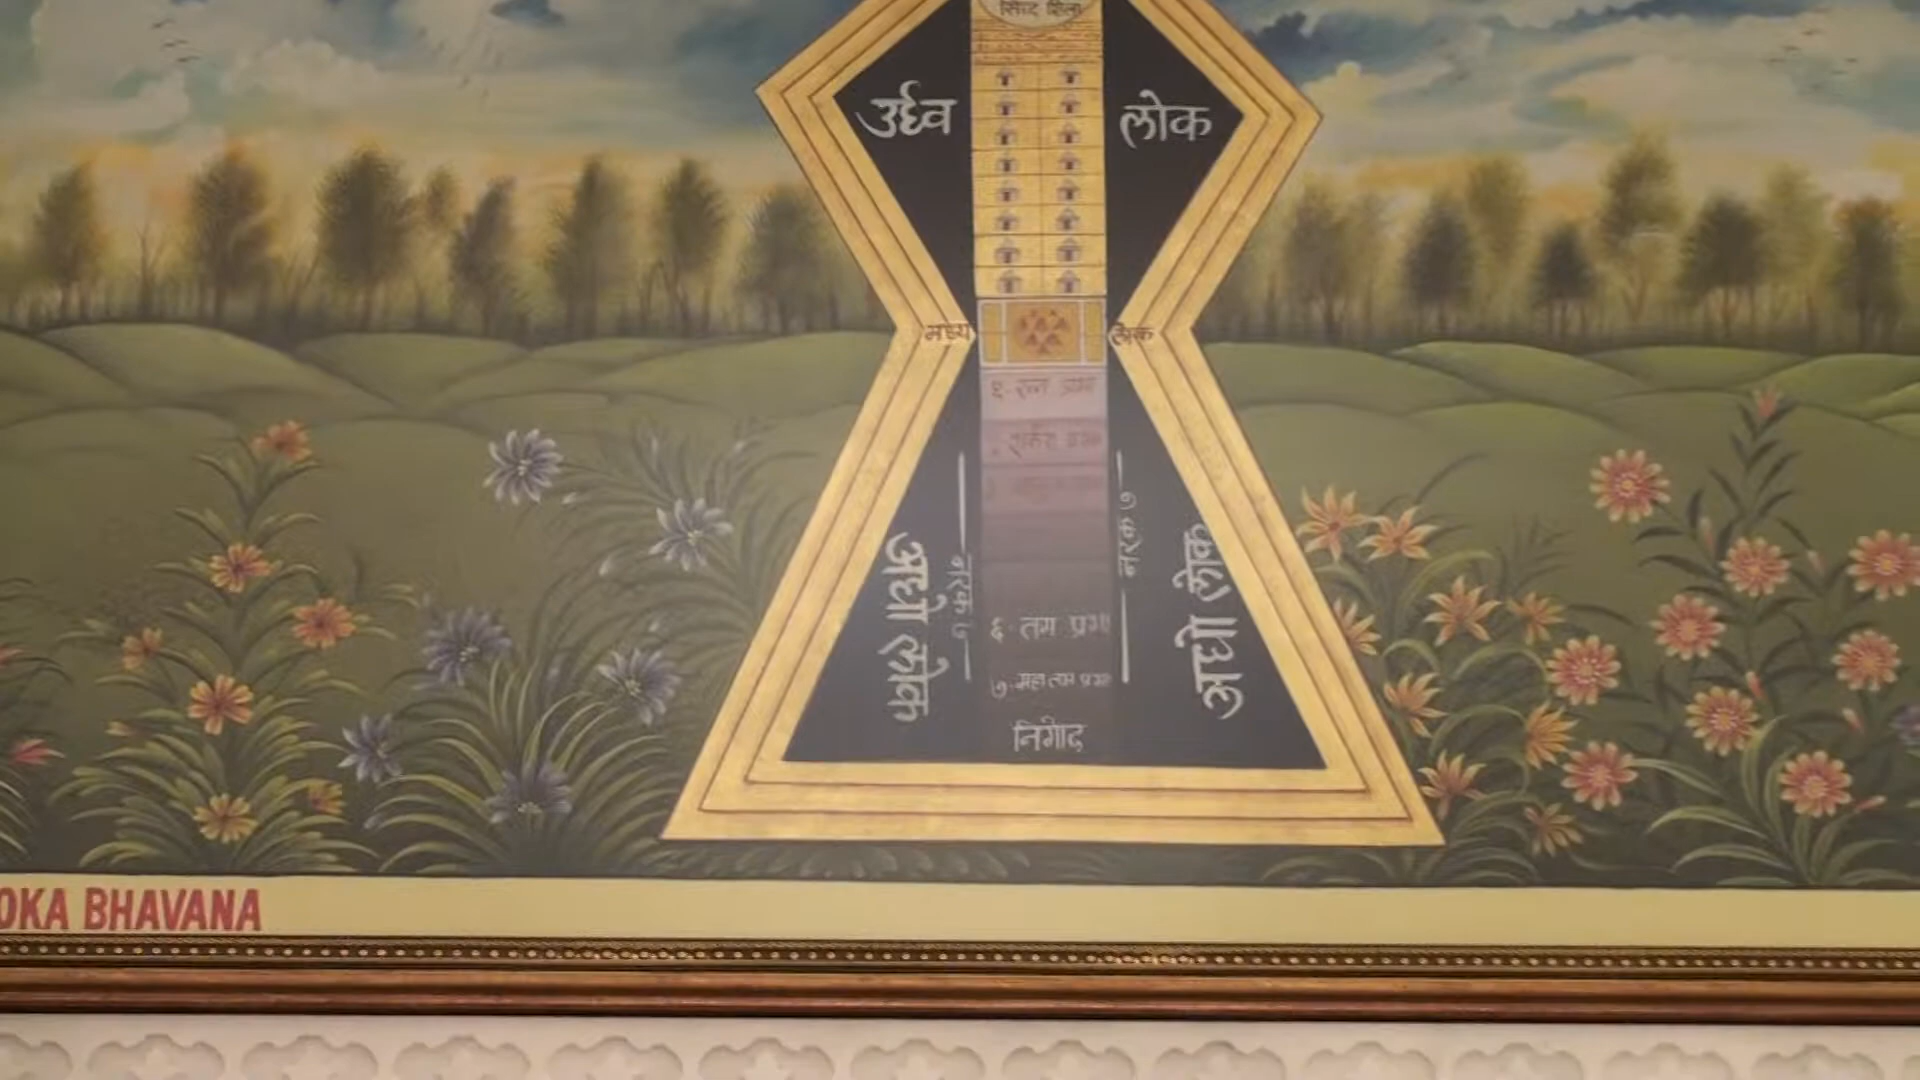 सिद्ध शिला
उर्ध्व लोक
मध्य लोक
१. रत्न प्रभा
नरक ७
नरक ७
अधो लोक
अधो लोक
६. तम प्रभा
७. महा तम प्रभा
निगोद
OKA BHAVANA